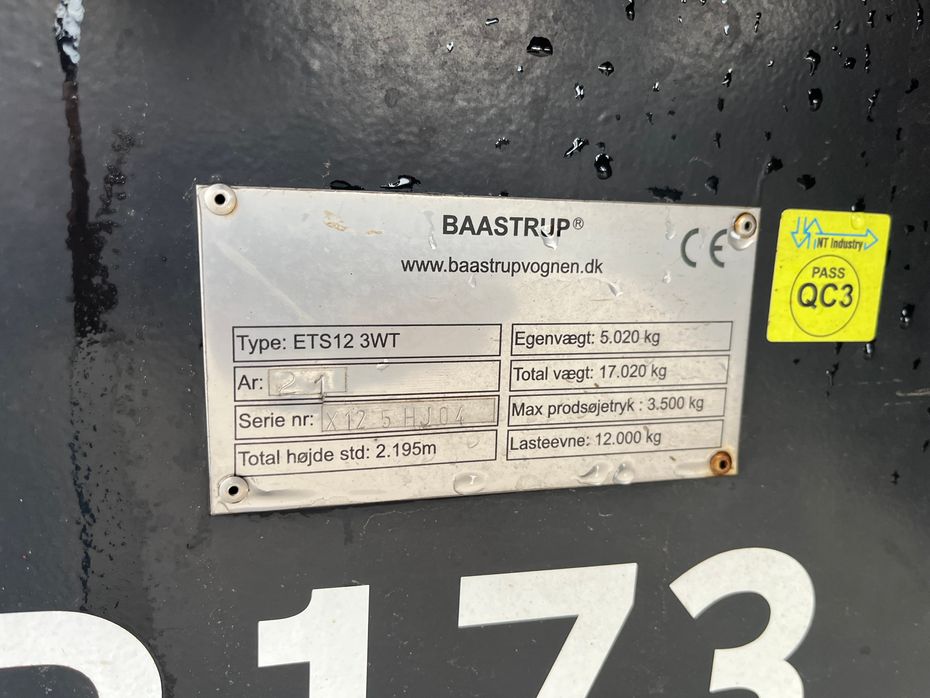 BAASTRUP®
www.baastrupvognen.dk
CE
Type: ETS12 3WT
Ar: 21
Serie nr: X12 5 HJ04
Total højde std: 2.195m
Egenvægt: 5.020 kg
Total vægt: 17.020 kg
Max prodsøjetryk : 3.500 kg
Lasteevne: 12.000 kg
NT Industry
PASS
QC3
173